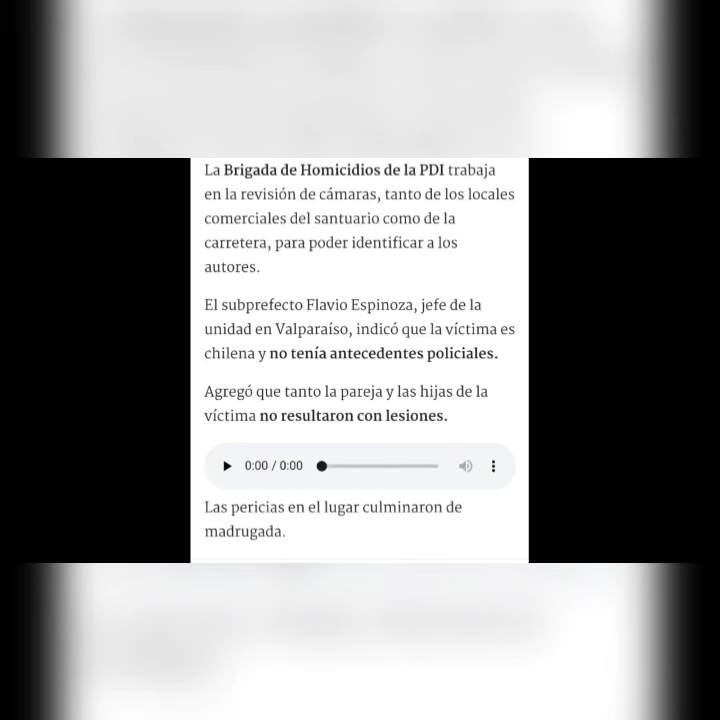 La Brigada de Homicidios de la PDI trabaja
en la revisión de cámaras, tanto de los locales
comerciales del santuario como de la
carretera, para poder identificar a los
autores.
El subprefecto Flavio Espinoza, jefe de la
unidad en Valparaíso, indicó que la víctima es
chilena y no tenía antecedentes policiales.
Agregó que tanto la pareja y las hijas de la
víctima no resultaron con lesiones.
0:00 / 0:00
Las pericias en el lugar culminaron de
madrugada.